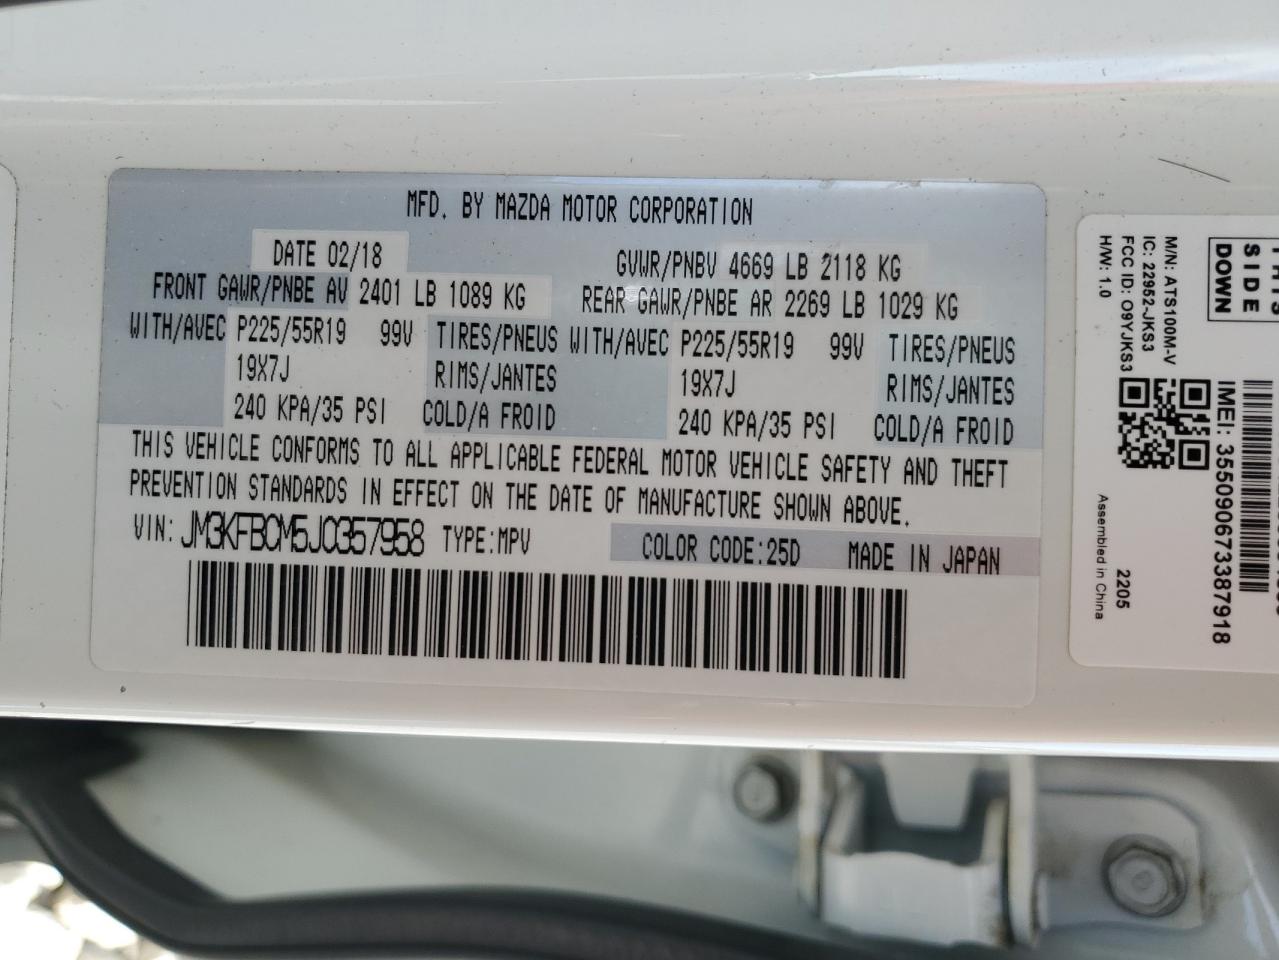 MFD. BY MAZDA MOTOR CORPORATION
DATE 02/18
GVWR/PNBV 4669 LB 2118 KG
FRONT GAWR/PNBE AV 2401 LB 1089 KG
REAR GAWR/PNBE AR 2269 LB 1029 KG
WITH/AVEC P225/55R19 99V TIRES/PNEUS WITH/AVEC P225/55R19 99V TIRES/PNEUS
19X7J RIMS/JANTES 19X7J RIMS/JANTES
240 KPA/35 PSI COLD/A FROID 240 KPA/35 PSI COLD/A FROID
THIS VEHICLE CONFORMS TO ALL APPLICABLE FEDERAL MOTOR VEHICLE SAFETY AND THEFT
PREVENTION STANDARDS IN EFFECT ON THE DATE OF MANUFACTURE SHOWN ABOVE.
VIN: JM3KFBCM5J0357958 TYPE:MPV COLOR CODE:25D MADE IN JAPAN
SIDE
DOWN
M/N: ATS100M-V
IC: 22982-JKS3
FCC ID: O9YJKS3
H/W: 1.0
IMEI: 355090673387918
2205
Assembled in China